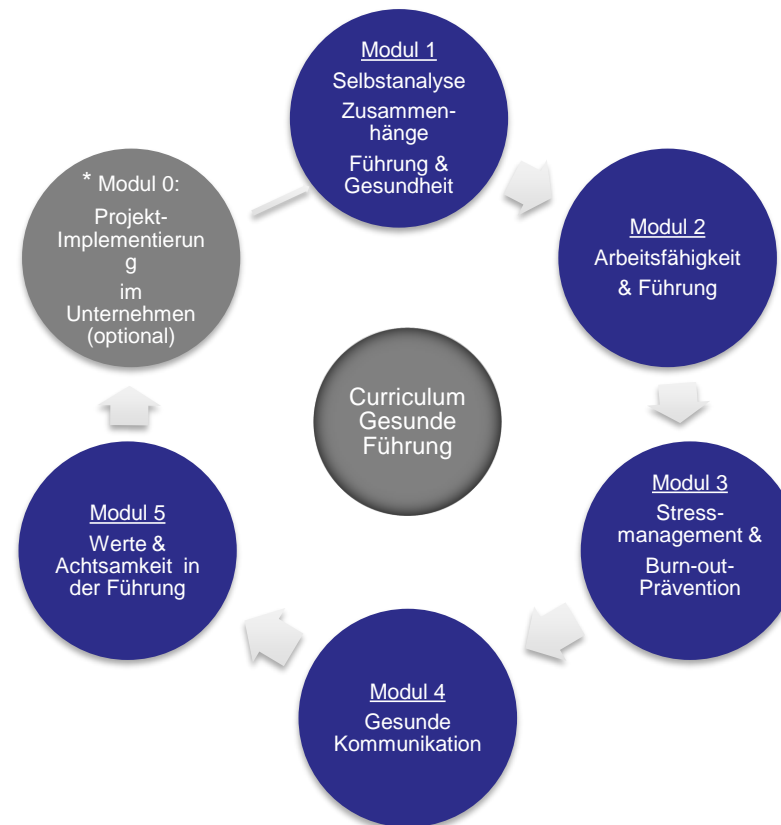 Modul 1
Selbstanalyse
Zusammen-
hänge
Führung &
Gesundheit
Modul 2
Arbeitsfähigkeit
& Führung
Modul 3
Stress-
management &
Burn-out-
Prävention
Modul 4
Gesunde
Kommunikation
Modul 5
Werte &
Achtsamkeit in
der Führung
* Modul 0:
Projekt-
Implementierun
g
im
Unternehmen
(optional)
Curriculum
Gesunde
Führung